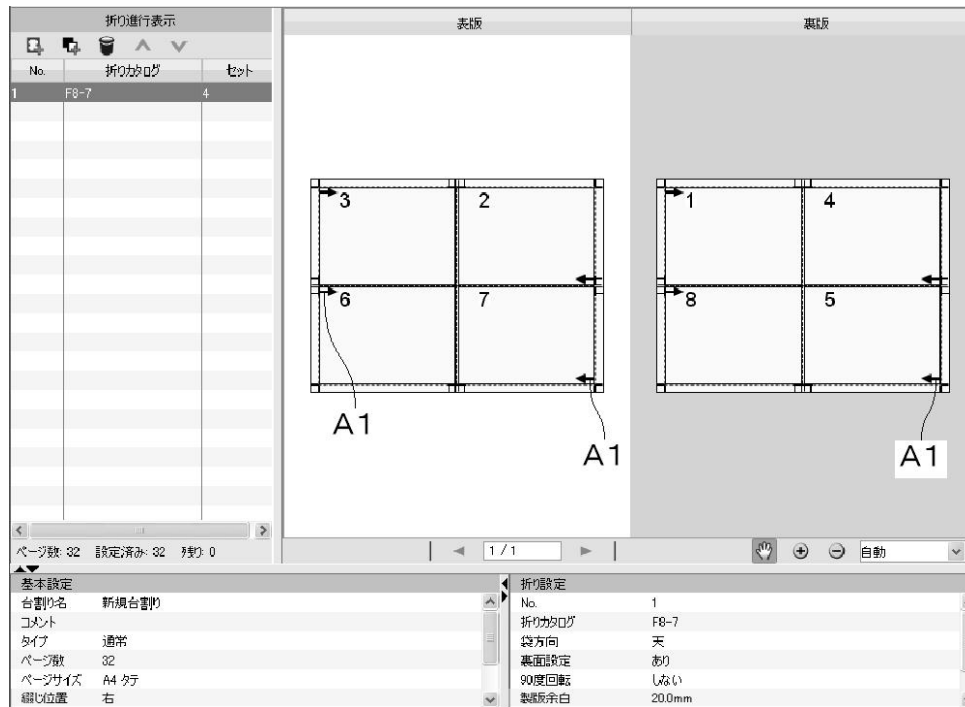 折り進行表示
No. 折りカタログ セット
1 F8-7 4
ページ数: 32 設定済み: 32 残り: 0
表版 裏版
3 2
6 7
A1
A1
1 4
8 5
A1
1 / 1
自動
基本設定
台割り名 新規台割り
コメント
タイプ 通常
ページ数 32
ページサイズ A4 タテ
綴じ位置 右
折り設定
No. 1
折りカタログ F8-7
袋方向 天
裏面設定 あり
90度回転 しない
製版余白 20.0mm